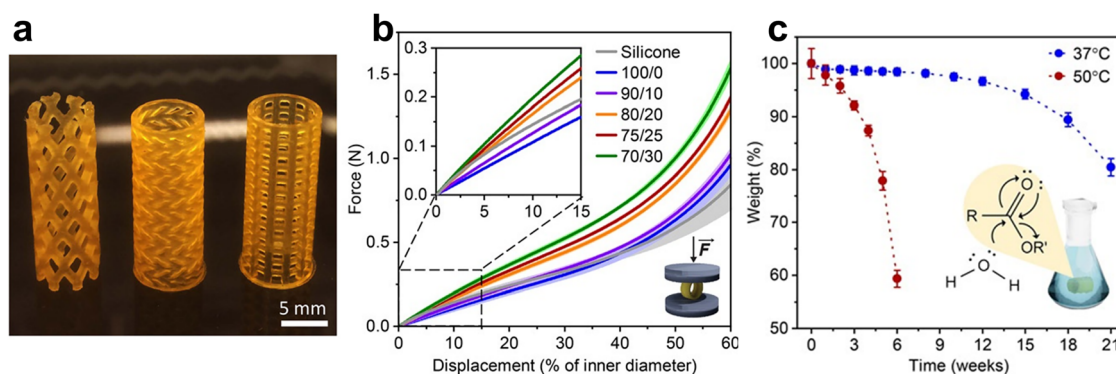 a
5 mm
b
Force (N)
1.5
1.0
0.5
0.0
0.3
0.2
0.1
0.0
0
5
10
15
Silicone
100/0
90/10
80/20
75/25
70/30
F
0
10
20
30
40
50
60
Displacement (% of inner diameter)
c
Weight (%)
100
90
80
70
60
50
37°C
50°C
O
R
OR'
O
H
H
0
3
6
9
12
15
18
21
Time (weeks)